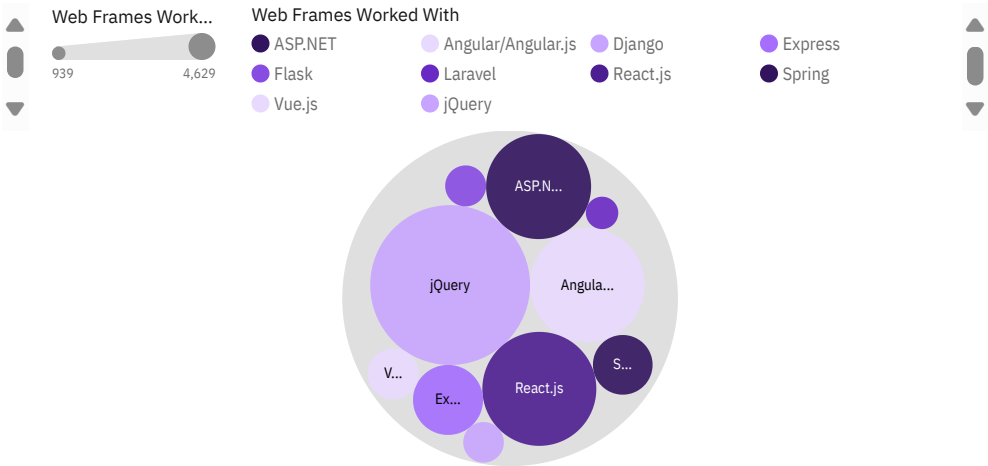 Web Frames Work...
939 4,629
Web Frames Worked With
ASP.NET Angular/Angular.js Django Express
Flask Laravel React.js Spring
Vue.js jQuery
ASP.N...
jQuery Angula...
S...
V...
React.js
Ex...